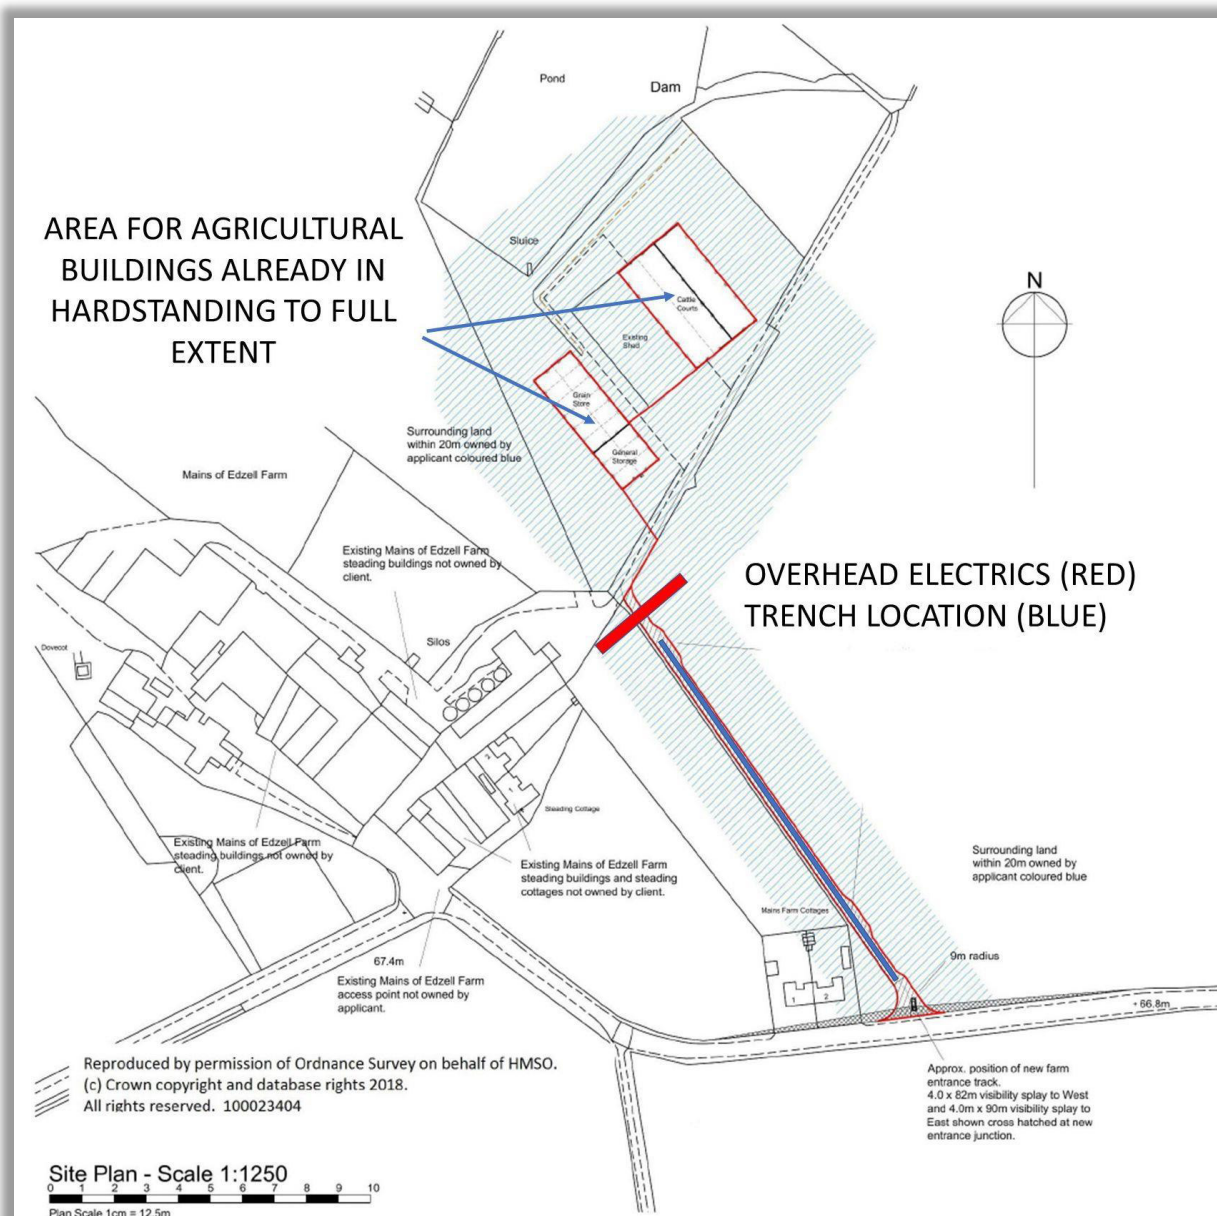 Pond
Dam
AREA FOR AGRICULTURAL
BUILDINGS ALREADY IN
HARDSTANDING TO FULL
EXTENT
Sluice
N
Cattle
Courts
Existing
Shed
Grain
Store
General
Storage
Surrounding land
within 20m owned by
applicant coloured blue
Mains of Edzell Farm
Existing Mains of Edzell Farm
steading buildings not owned by
client.
OVERHEAD ELECTRICS (RED)
TRENCH LOCATION (BLUE)
Silos
Dovecot
Steading Cottage
Existing Mains of Edzell Farm
steading buildings not owned by
client.
Existing Mains of Edzell Farm
steading buildings and steading
cottages not owned by client.
Surrounding land
within 20m owned by
applicant coloured blue
Mains Farm Cottages
1 2
9m radius
67.4m
Existing Mains of Edzell Farm
access point not owned by
applicant.
66.8m
Reproduced by permission of Ordnance Survey on behalf of HMSO.
(c) Crown copyright and database rights 2018.
All rights reserved. 100023404
Approx. position of new farm
entrance track.
4.0 x 82m visibility splay to West
and 4.0m x 90m visibility splay to
East shown cross hatched at new
entrance junction.
Site Plan - Scale 1:1250
0 1 2 3 4 5 6 7 8 9 10
Plan Scale 1cm = 12.5m